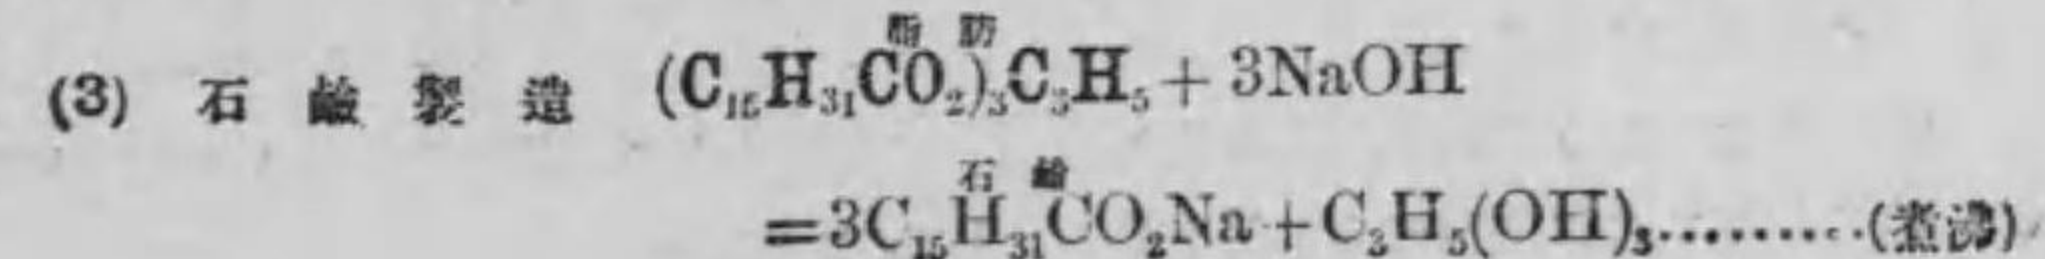 脂肪
(3) 石鹼製造 (C₁₅H₃₁CO₂)₃C₃H₅ + 3NaOH
石鹼
=3C₁₅H₃₁CO₂Na + C₃H₅(OH)₃··········(煮沸)